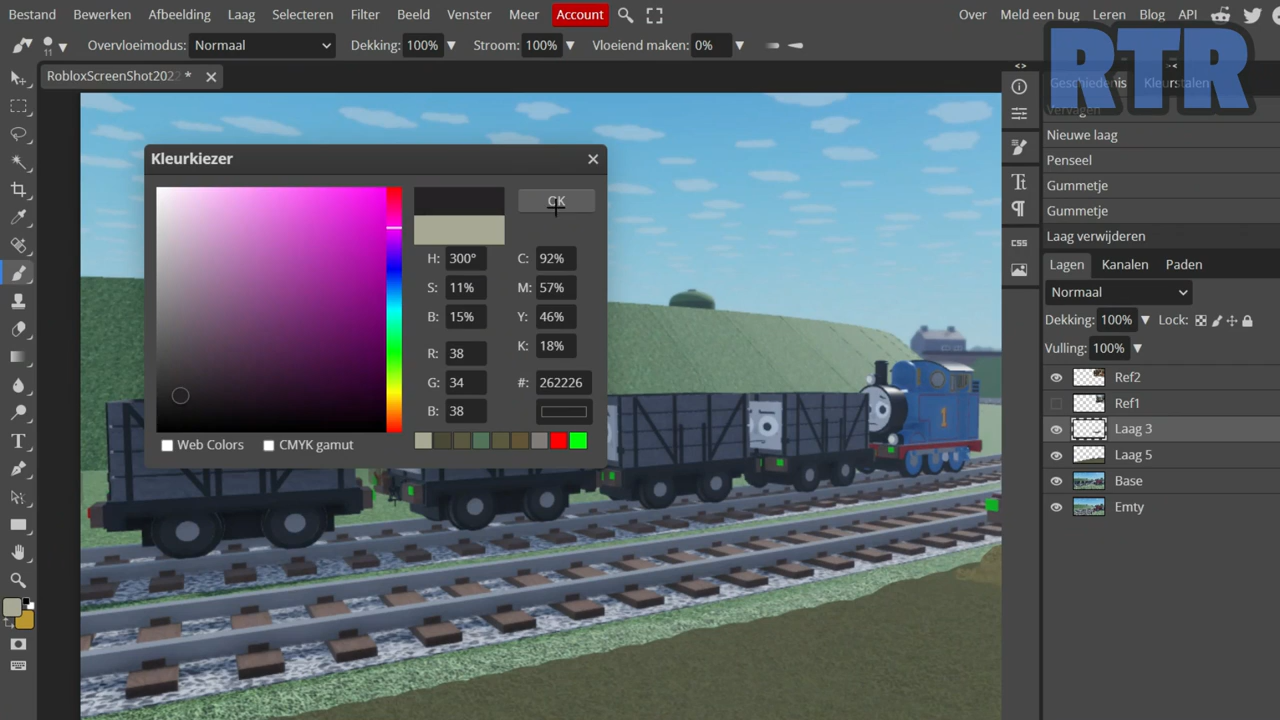 Bestand Bewerken Afbeelding Laag Selecteren Filter Beeld Venster Meer Account Over Meld een bug Leren Blog API
11 Overvloeimodus: Normaal Dekking: 100% Stroom: 100% Vloeiend maken: 0%
RTR
RobloxScreenShot2022 *
Geschiedenis Kleurstalen
Vervagen
Nieuwe laag
Penseel
Gummetje
Gummetje
Laag verwijderen
Lagen Kanalen Paden
Normaal
Dekking: 100% Lock:
Vulling: 100%
Ref2
Ref1
Laag 3
Laag 5
Base
Emty
CSS
Kleurkiezer
OK
H: 300° C: 92%
S: 11% M: 57%
B: 15% Y: 46%
K: 18%
R: 38
G: 34 #: 262226
B: 38
Web Colors CMYK gamut
1